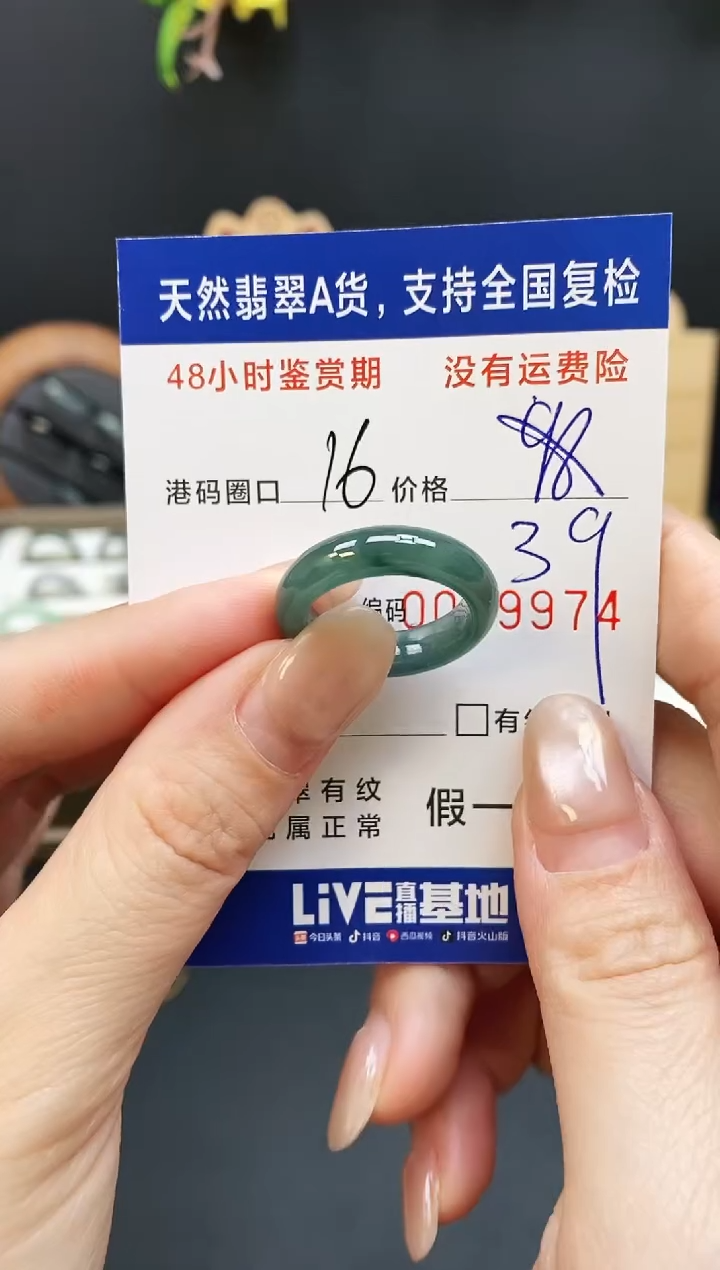 天然翡翠A货，支持全国复检
48小时鉴赏期 没有运费险
港码圈口 16 价格 98
39
编码 00 9974
□有
有纹
属正常
假一
LiVE直播基地
今日头条 抖音 西瓜视频 抖音火山版